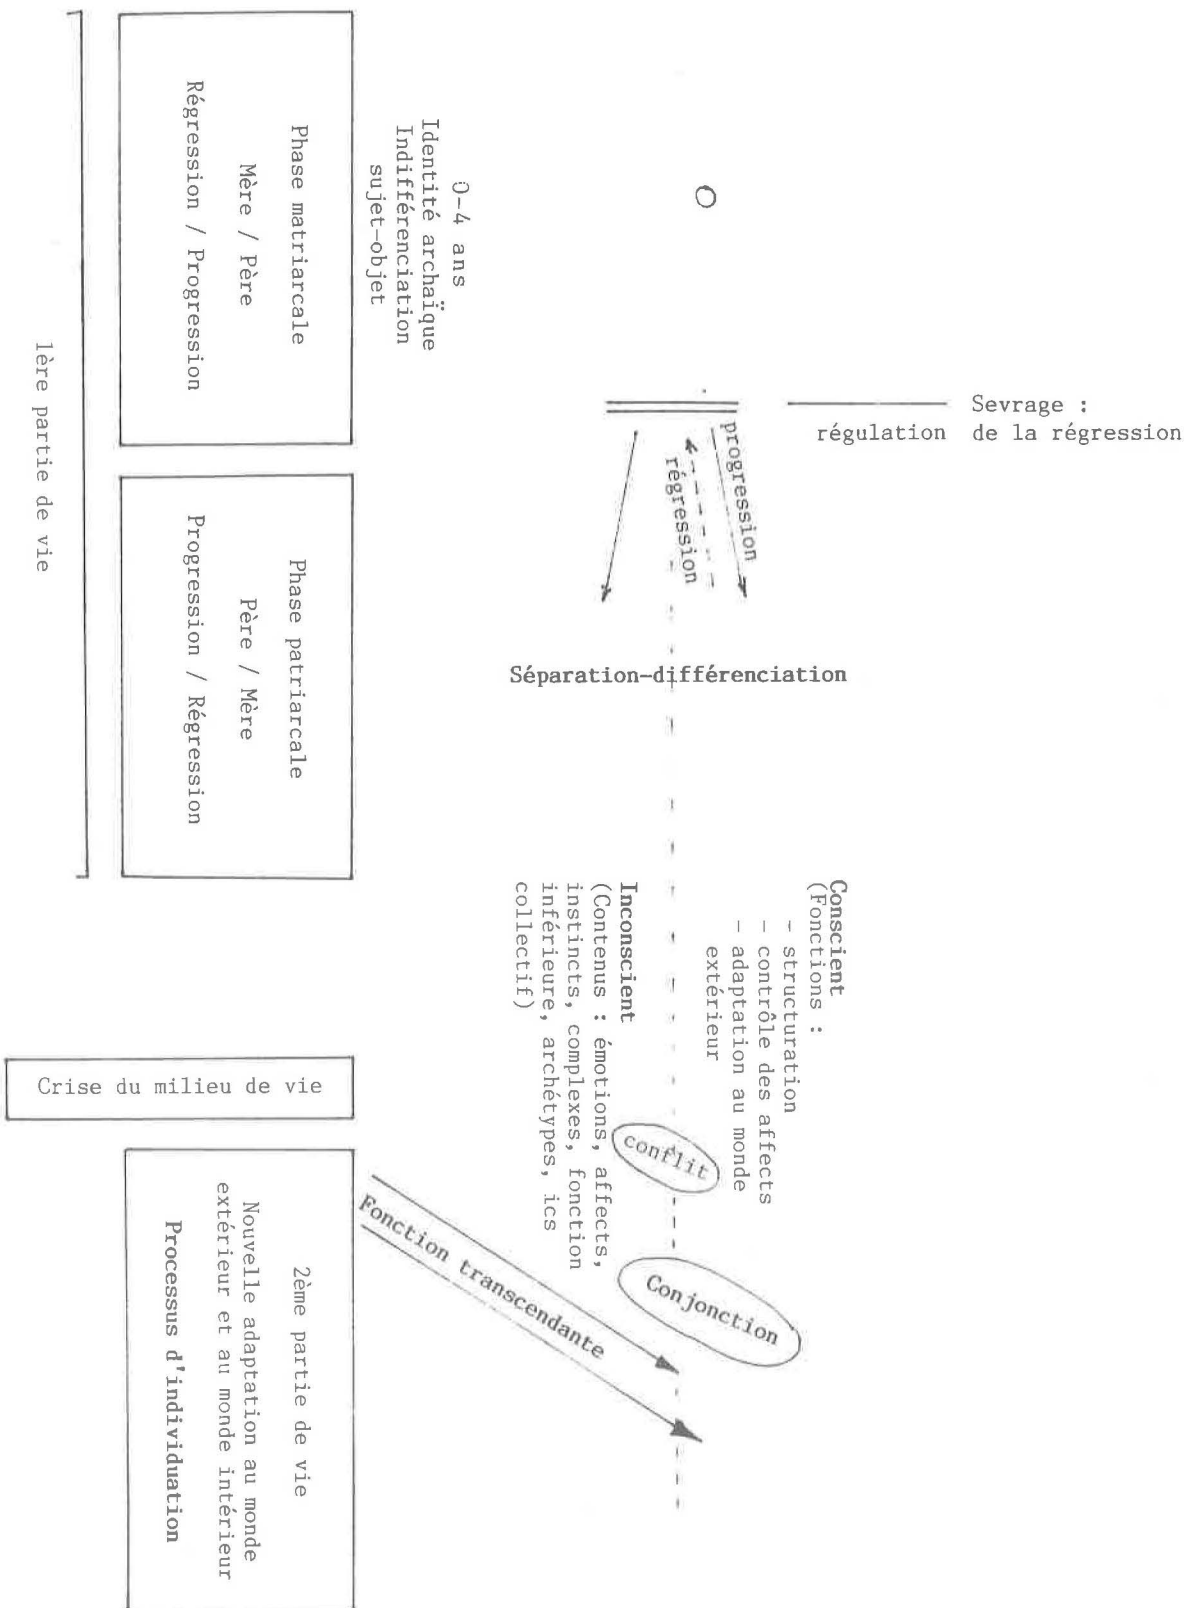 Sevrage :
régulation de la régression
progression
régression
Séparation-différenciation
0-4 ans
Identité archaïque
Indifférenciation
sujet-objet
Phase matriarcale
Mère / Père
Régression / Progression
Phase patriarcale
Père / Mère
Progression / Régression
1ère partie de vie
Conscient
(Fonctions :
- structuration
- contrôle des affects
- adaptation au monde
extérieur
Inconscient
(Contenus : émotions, affects,
instincts, complexes, fonction
inférieure, archétypes, ics
collectif)
conflit
Conjonction
Fonction transcendante
Crise du milieu de vie
2ème partie de vie
Nouvelle adaptation au monde
extérieur et au monde intérieur
Processus d'individuation